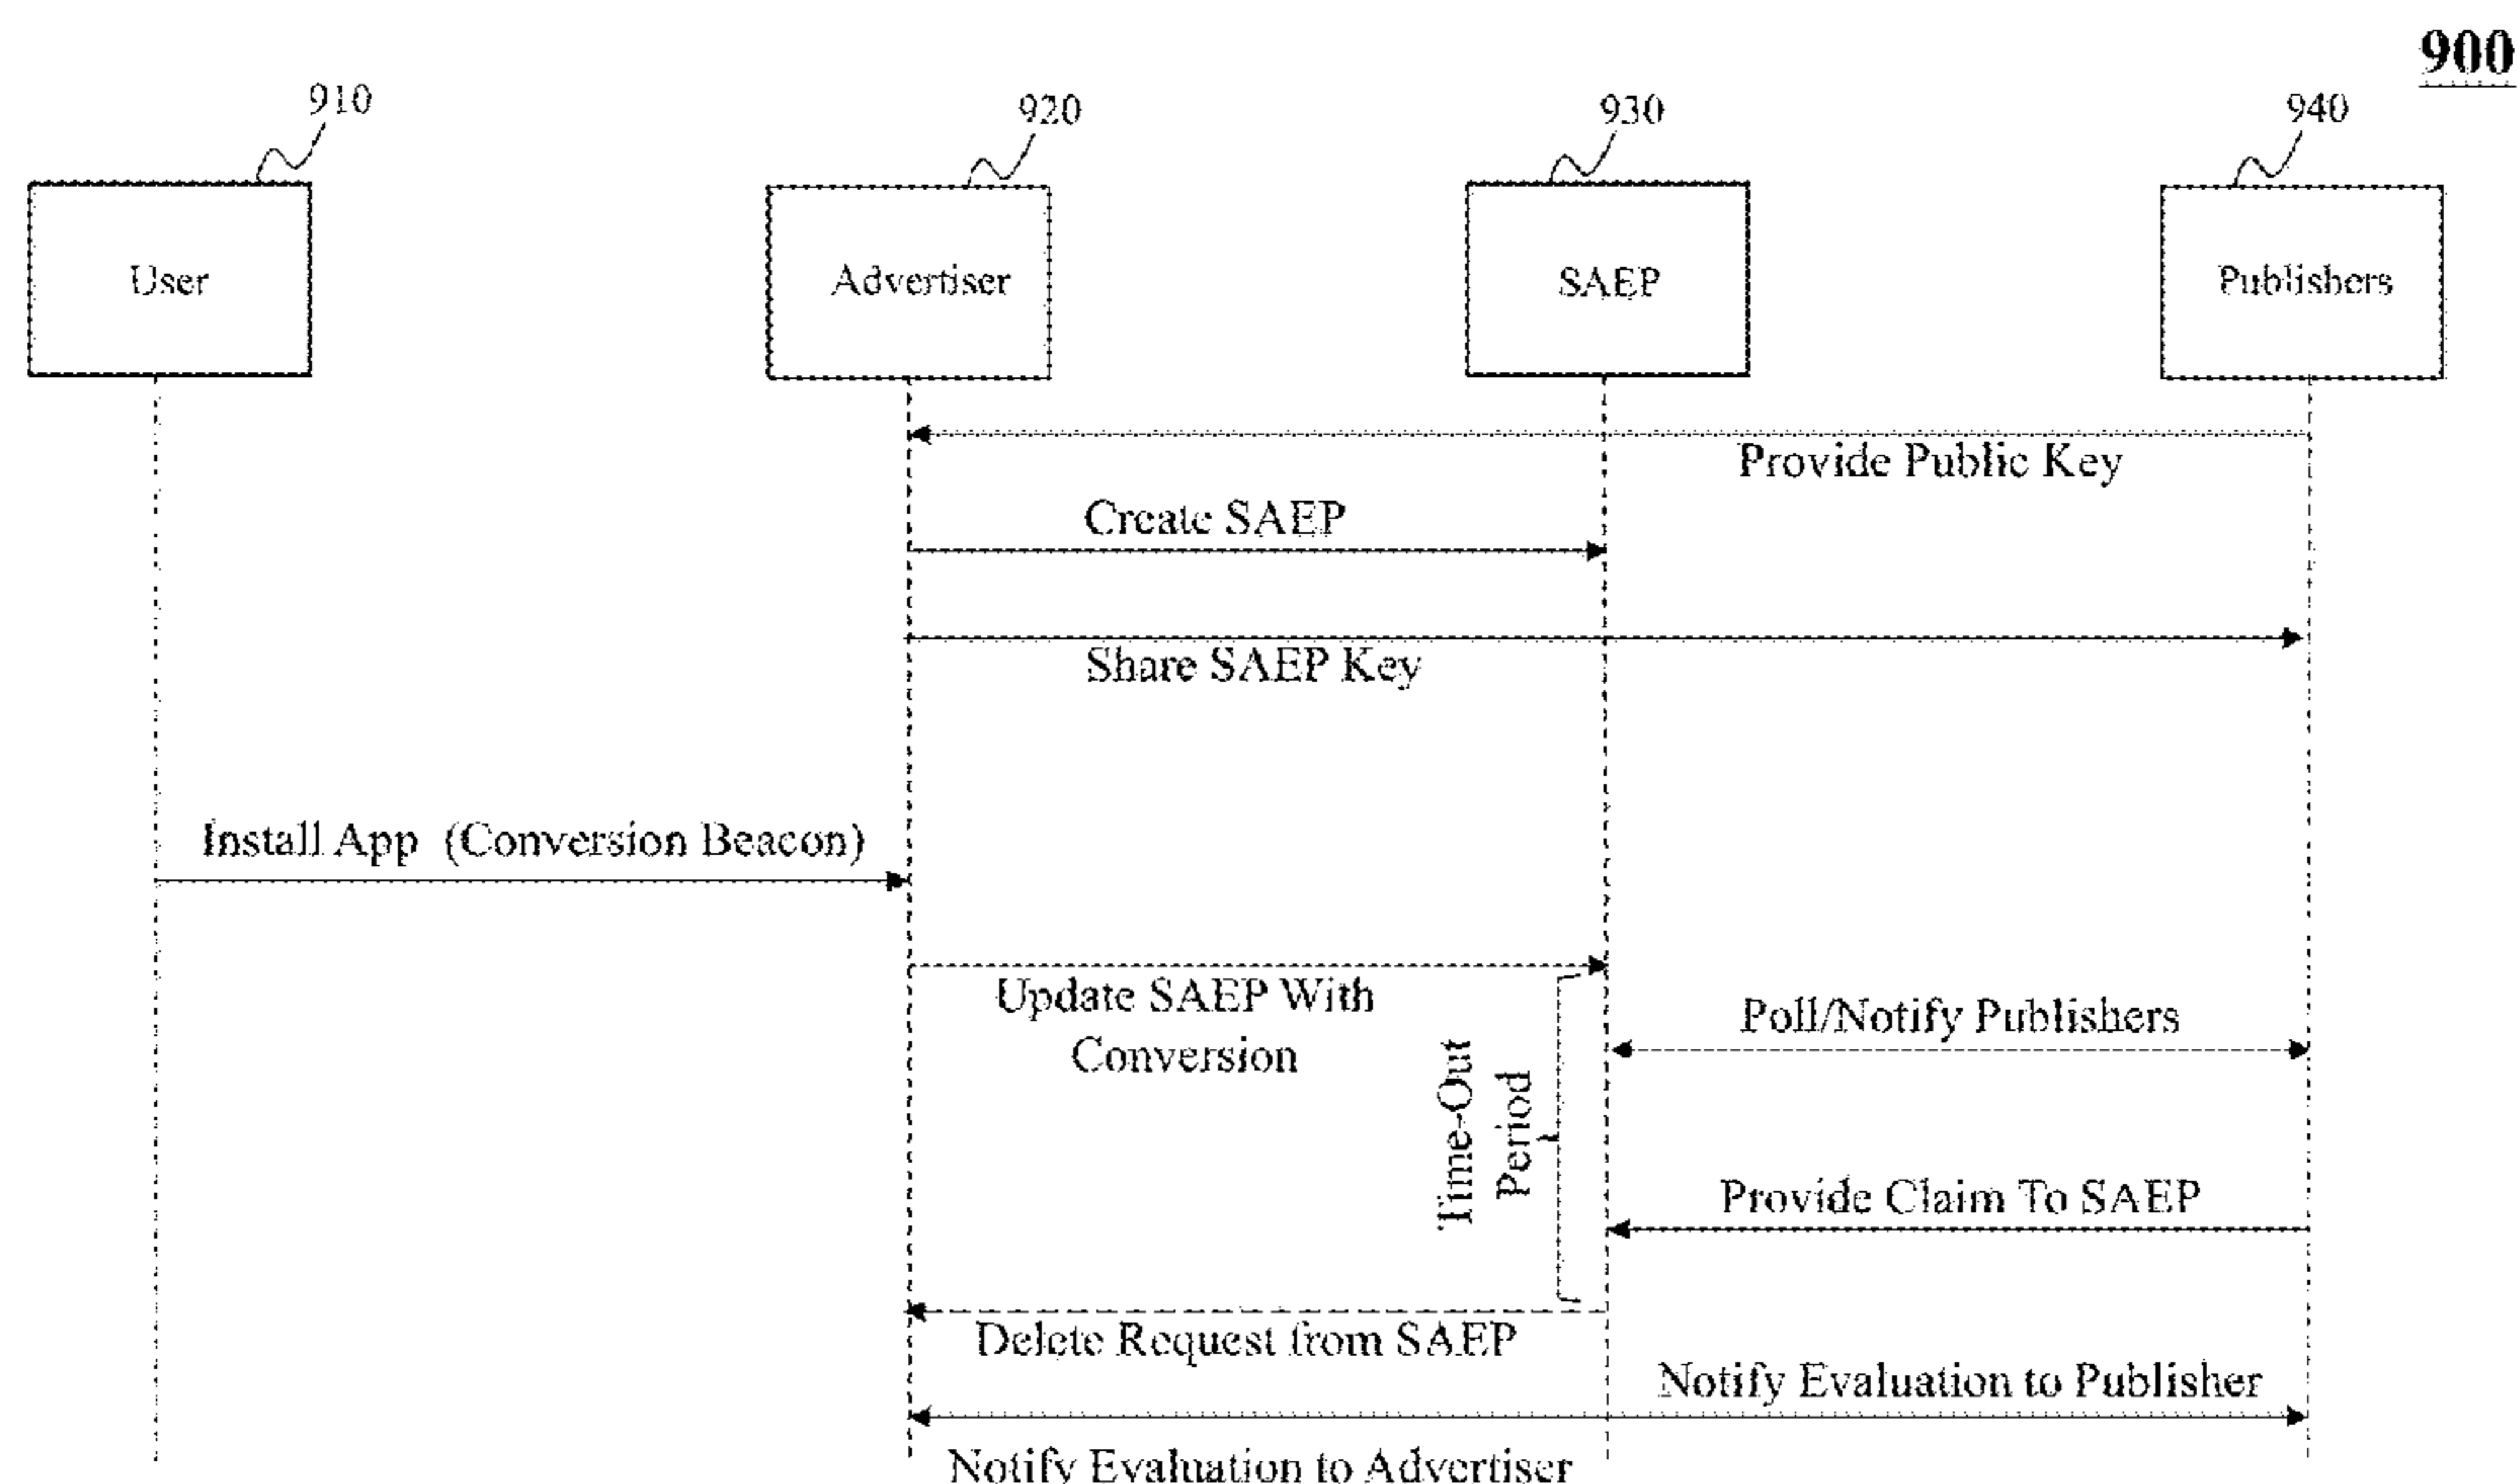 900
910
920
930
940
User
Advertiser
SAEP
Publishers
Provide Public Key
Create SAEP
Share SAEP Key
Install App (Conversion Beacon)
Update SAEP With
Conversion
Poll/Notify Publishers
Time-Out
Period
Provide Claim To SAEP
Delete Request from SAEP
Notify Evaluation to Publisher
Notify Evaluation to Advertiser